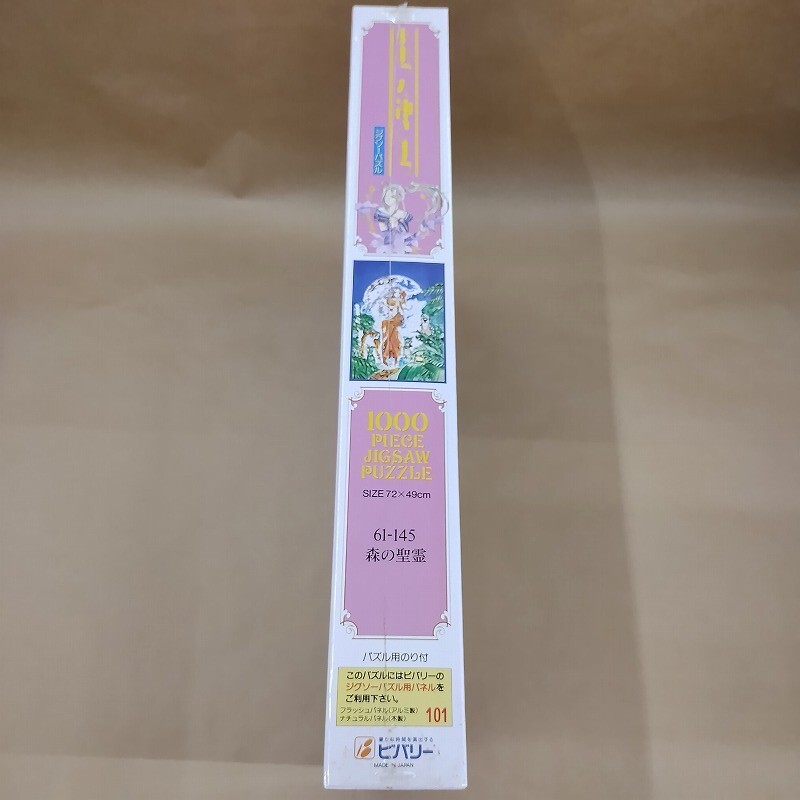 ジグソーパズル
1000
PIECE
JIGSAW
PUZZLE
SIZE 72×49cm
61-145
森の聖霊
パズル用のり付
このパズルにはビバリーの
ジグソーパズル用パネルを
ご利用下さい。
フラッシュパネル(アルミ製)
ナチュラルパネル(木製)
101
ビバリー
MADE IN JAPAN